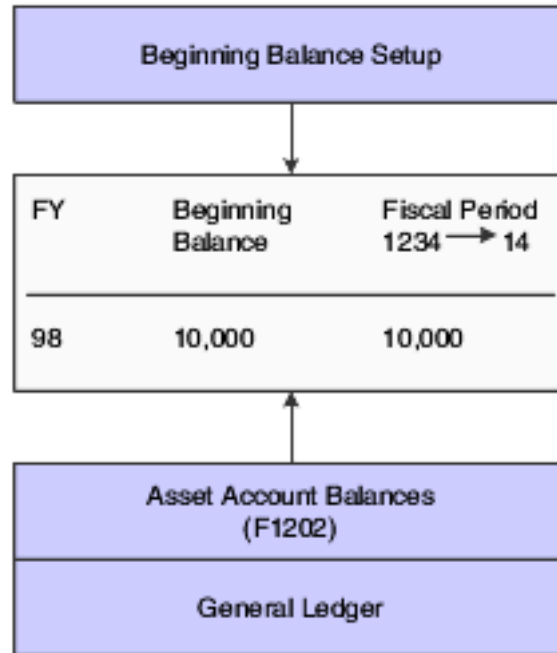 Beginning Balance Setup
FY Beginning Balance Fiscal Period
1234 → 14
98 10,000 10,000
Asset Account Balances
(F1202)
General Ledger